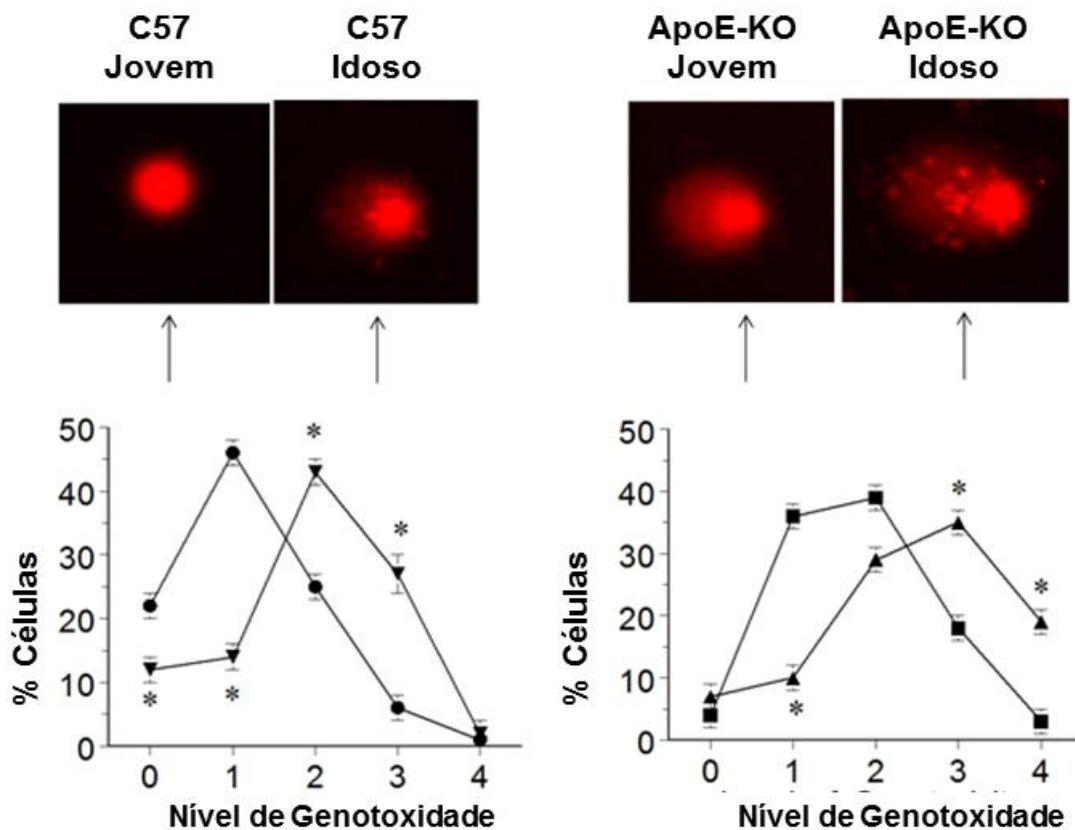 C57
Jovem
C57
Idoso
ApoE-KO
Jovem
ApoE-KO
Idoso
% Células
50
40
30
20
10
0
*
*
*
*
0 1 2 3 4
Nível de Genotoxidade
% Células
50
40
30
20
10
0
*
*
*
0 1 2 3 4
Nível de Genotoxidade